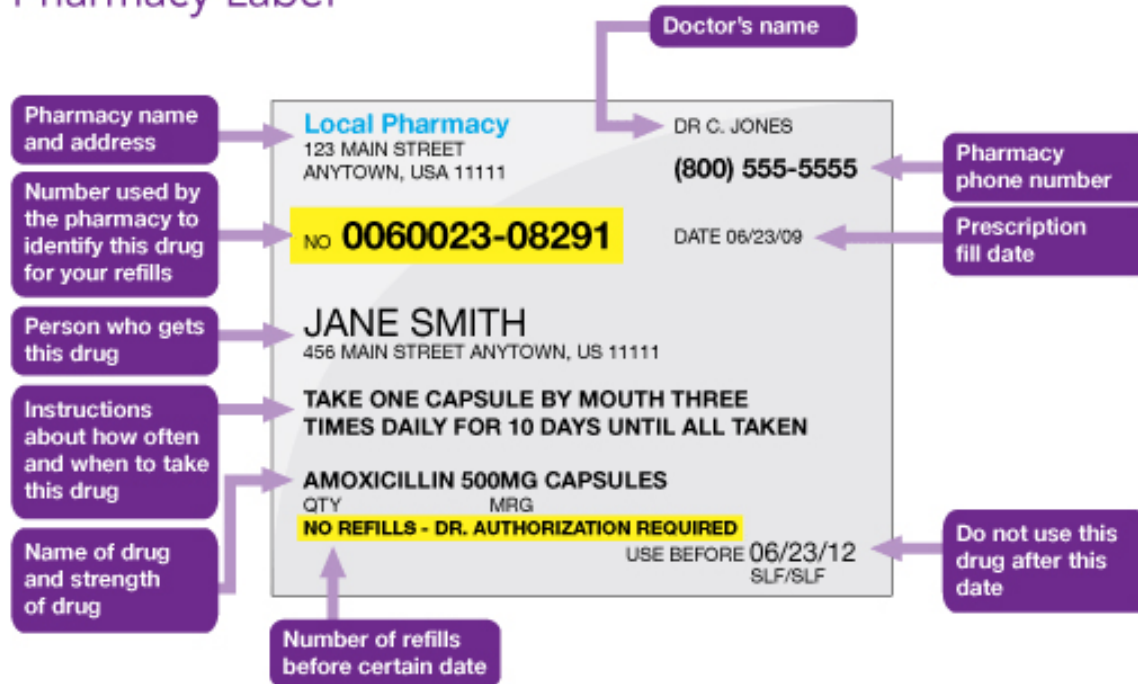 Pharmacy Label
Doctor's name
Pharmacy name
and address
Local Pharmacy
123 MAIN STREET
ANYTOWN, USA 11111
DR C. JONES
(800) 555-5555
Pharmacy
phone number
Number used by
the pharmacy to
identify this drug
for your refills
NO 0060023-08291
DATE 06/23/09
Prescription
fill date
Person who gets
this drug
JANE SMITH
456 MAIN STREET ANYTOWN, US 11111
Instructions
about how often
and when to take
this drug
TAKE ONE CAPSULE BY MOUTH THREE
TIMES DAILY FOR 10 DAYS UNTIL ALL TAKEN
Name of drug
and strength
of drug
AMOXICILLIN 500MG CAPSULES
QTY MRG
NO REFILLS - DR. AUTHORIZATION REQUIRED
USE BEFORE 06/23/12
SLF/SLF
Do not use this
drug after this
date
Number of refills
before certain date